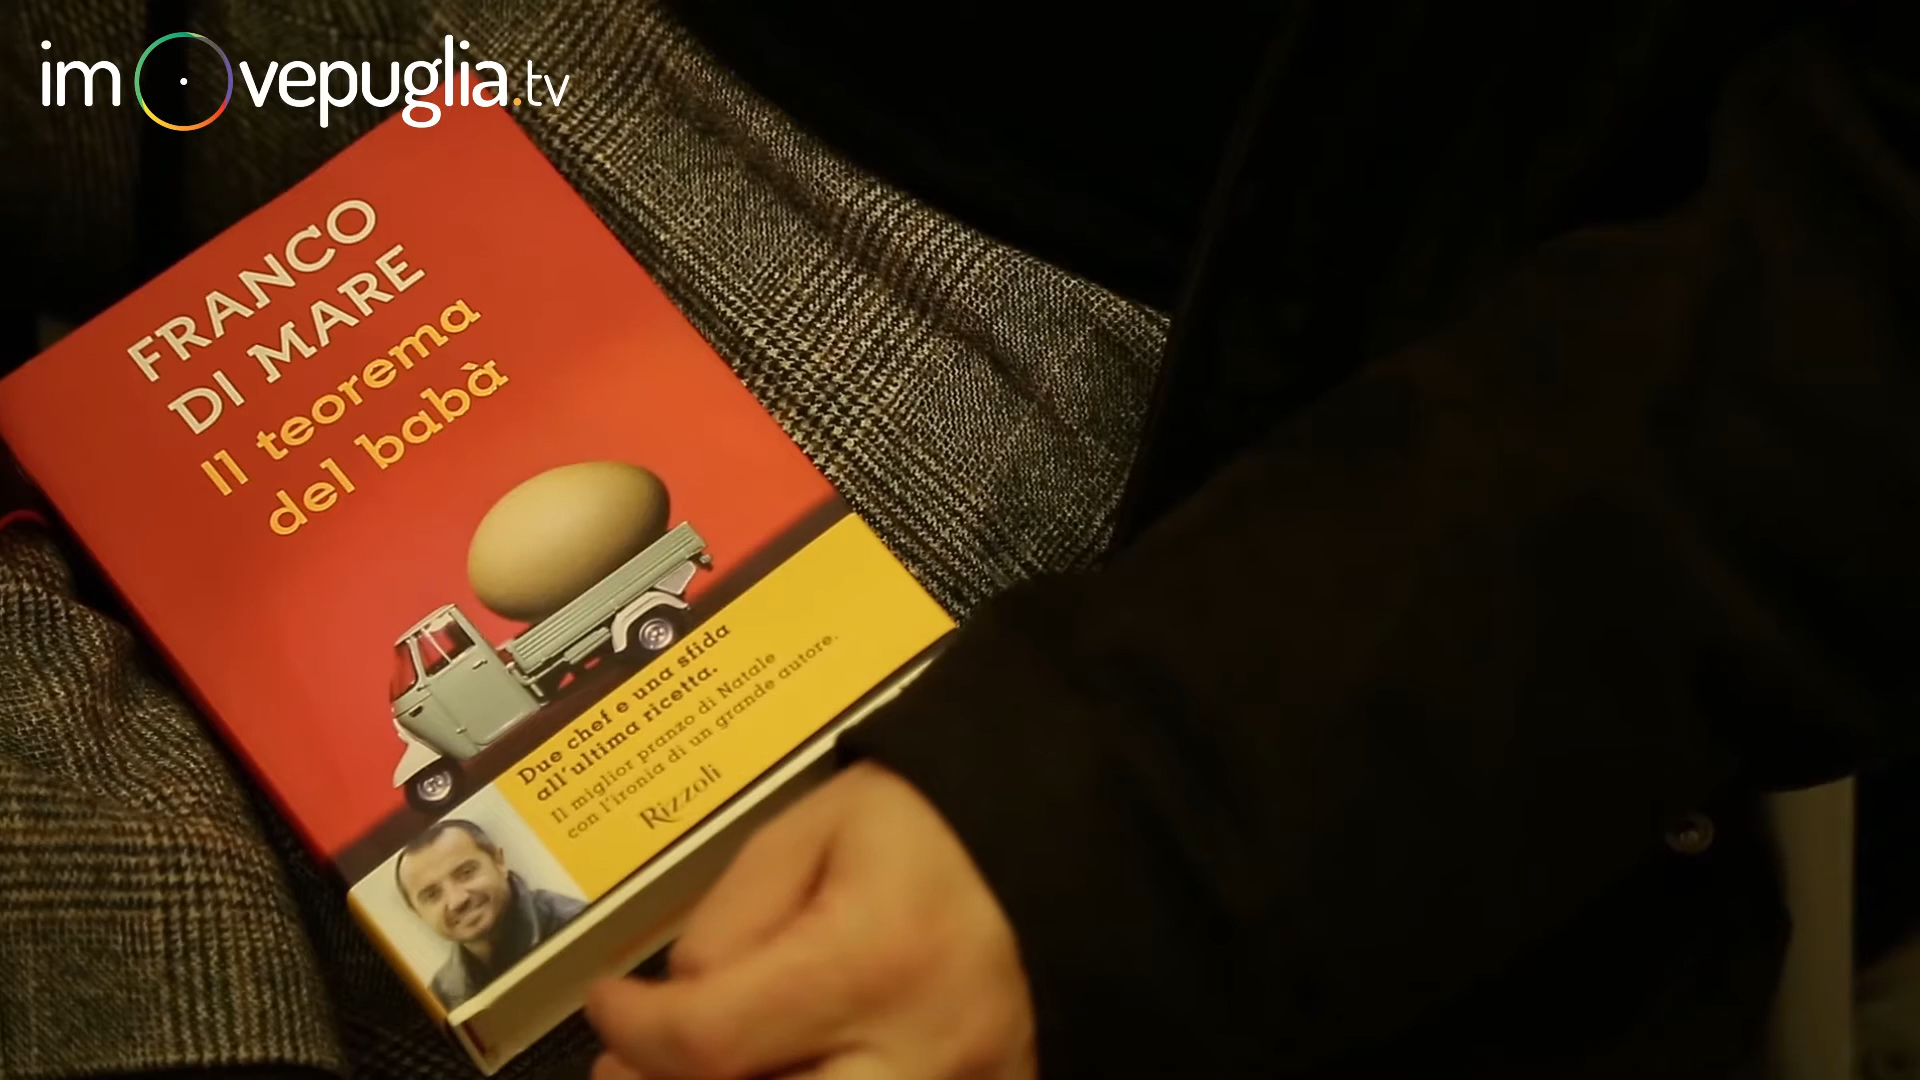 imovepuglia.tv
FRANCO
DI MARE
Il teorema
del babà
Due chef e una sfida
all'ultima ricetta.
Il miglior pranzo di Natale
con l'ironia di un grande autore.
Rizzoli